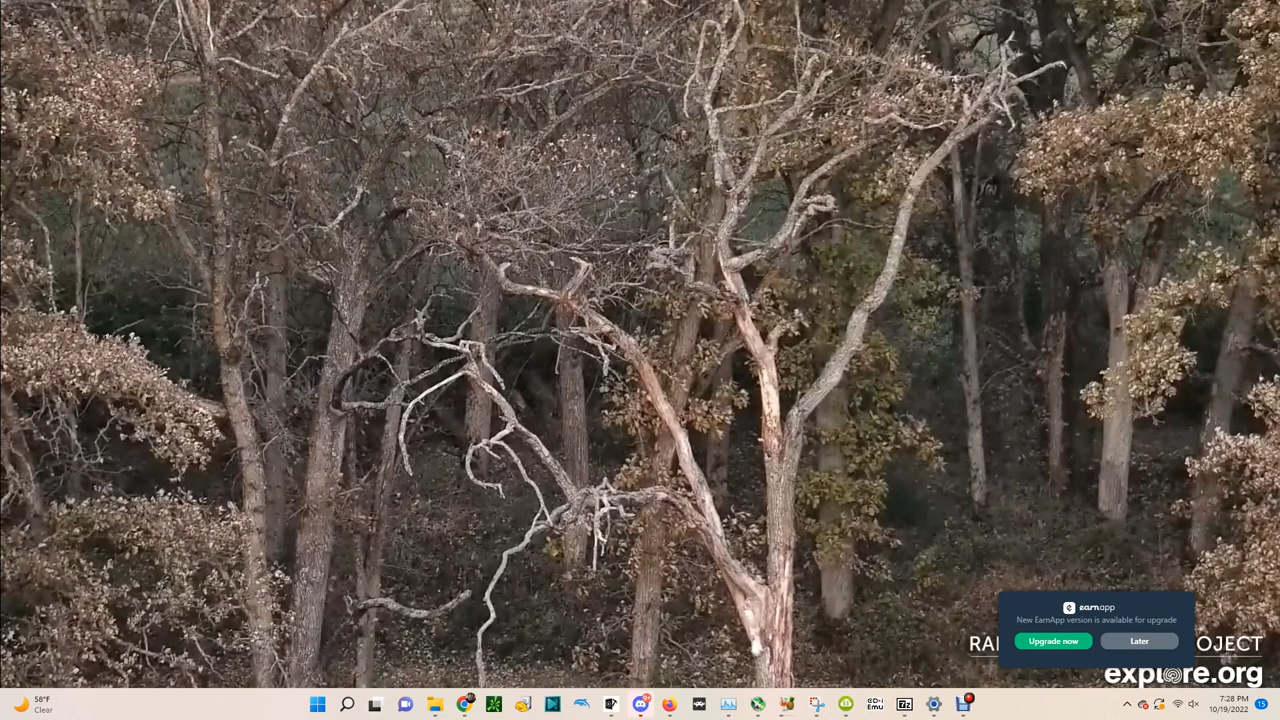 earnapp
New EarnApp version is available for upgrade
Upgrade now
Later
OJECT
explore.org
58°F
Clear
7:28 PM
10/19/2022
15